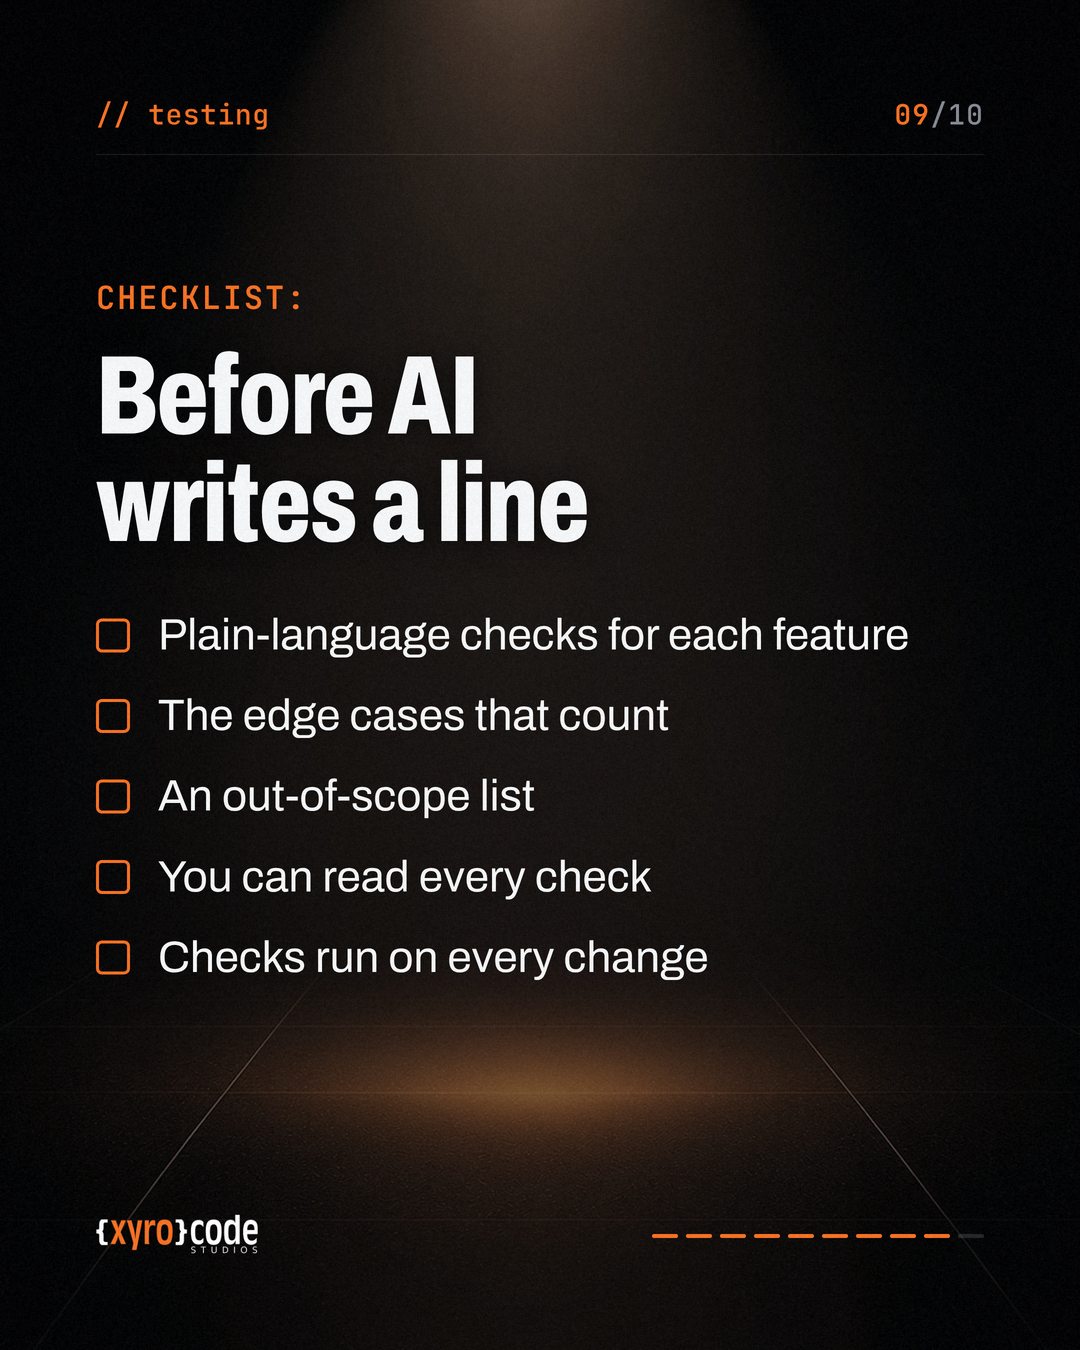 // testing
09/10
CHECKLIST:
Before AI
writes a line
Plain-language checks for each feature
The edge cases that count
An out-of-scope list
You can read every check
Checks run on every change
{xyro}code
STUDIOS